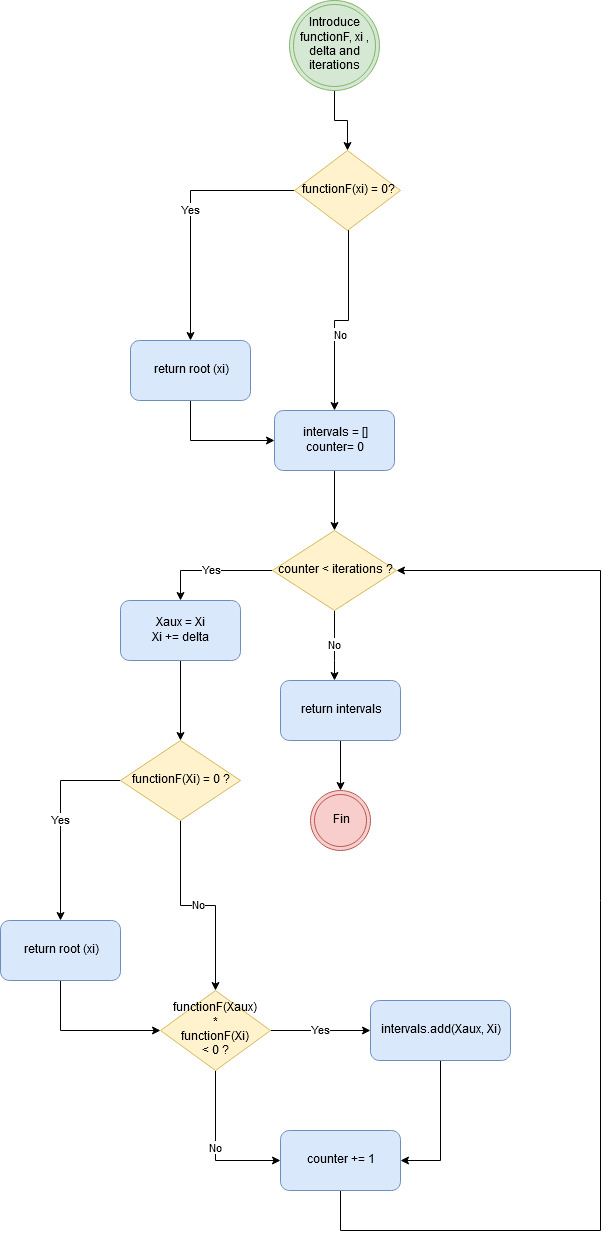 Introduce
functionF, xi ,
delta and
iterations
functionF(xi) = 0?
Yes
No
return root (xi)
intervals = []
counter= 0
counter < iterations ?
Yes
Xaux = Xi
Xi += delta
No
return intervals
functionF(Xi) = 0 ?
Fin
Yes
No
return root (xi)
functionF(Xaux)
*
functionF(Xi)
< 0 ?
Yes
intervals.add(Xaux, Xi)
No
counter += 1